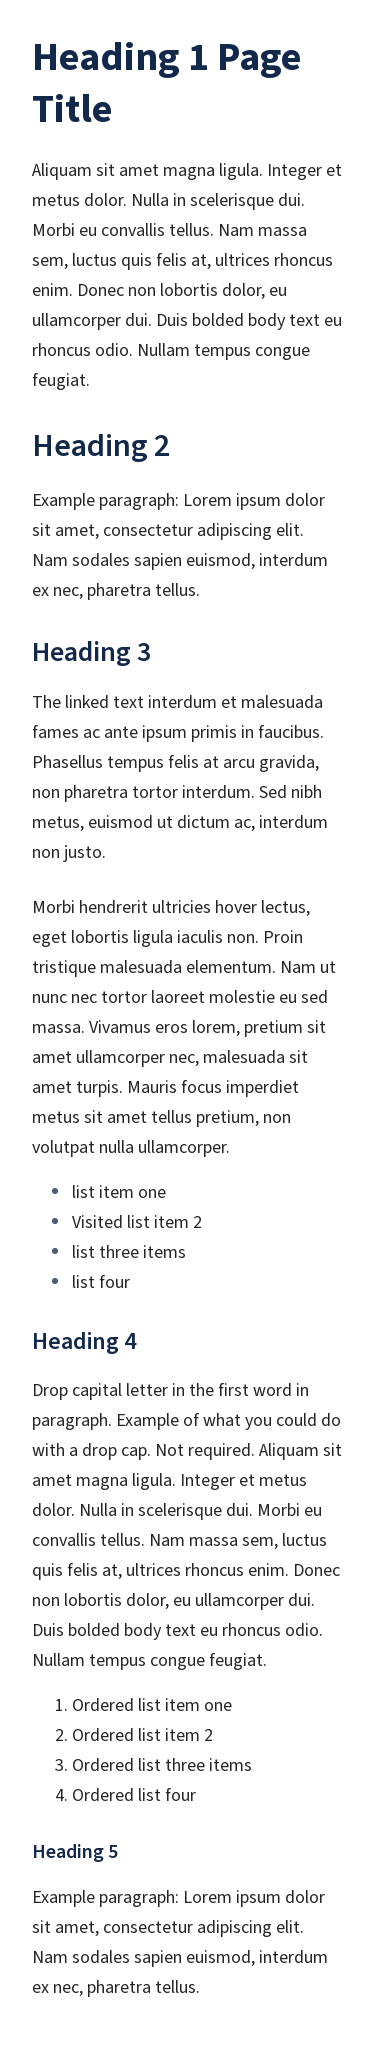 Heading 1 Page
Title
Aliquam sit amet magna ligula. Integer et
metus dolor. Nulla in scelerisque dui.
Morbi eu convallis tellus. Nam massa
sem, luctus quis felis at, ultrices rhoncus
enim. Donec non lobortis dolor, eu
ullamcorper dui. Duis bolded body text eu
rhoncus odio. Nullam tempus congue
feugiat.
Heading 2
Example paragraph: Lorem ipsum dolor
sit amet, consectetur adipiscing elit.
Nam sodales sapien euismod, interdum
ex nec, pharetra tellus.
Heading 3
The linked text interdum et malesuada
fames ac ante ipsum primis in faucibus.
Phasellus tempus felis at arcu gravida,
non pharetra tortor interdum. Sed nibh
metus, euismod ut dictum ac, interdum
non justo.
Morbi hendrerit ultricies hover lectus,
eget lobortis ligula iaculis non. Proin
tristique malesuada elementum. Nam ut
nunc nec tortor laoreet molestie eu sed
massa. Vivamus eros lorem, pretium sit
amet ullamcorper nec, malesuada sit
amet turpis. Mauris focus imperdiet
metus sit amet tellus pretium, non
volutpat nulla ullamcorper.
• list item one
• Visited list item 2
• list three items
• list four
Heading 4
Drop capital letter in the first word in
paragraph. Example of what you could do
with a drop cap. Not required. Aliquam sit
amet magna ligula. Integer et metus
dolor. Nulla in scelerisque dui. Morbi eu
convallis tellus. Nam massa sem, luctus
quis felis at, ultrices rhoncus enim. Donec
non lobortis dolor, eu ullamcorper dui.
Duis bolded body text eu rhoncus odio.
Nullam tempus congue feugiat.
1. Ordered list item one
2. Ordered list item 2
3. Ordered list three items
4. Ordered list four
Heading 5
Example paragraph: Lorem ipsum dolor
sit amet, consectetur adipiscing elit.
Nam sodales sapien euismod, interdum
ex nec, pharetra tellus.